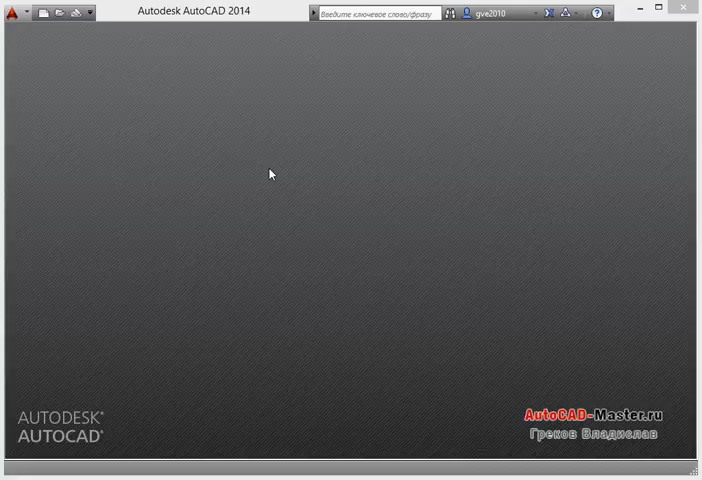 Autodesk AutoCAD 2014
Введите ключевое слово/фразу
gve2010
AUTODESK®
AUTOCAD®
AutoCAD-Master.ru
Греков Владислав